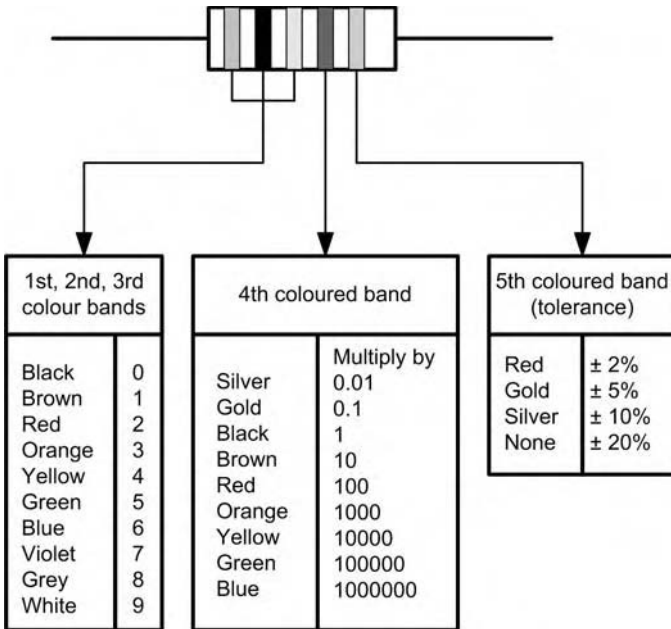 1st, 2nd, 3rd
colour bands
Black 0
Brown 1
Red 2
Orange 3
Yellow 4
Green 5
Blue 6
Violet 7
Grey 8
White 9
4th coloured band
Multiply by
Silver 0.01
Gold 0.1
Black 1
Brown 10
Red 100
Orange 1000
Yellow 10000
Green 100000
Blue 1000000
5th coloured band
(tolerance)
Red ± 2%
Gold ± 5%
Silver ± 10%
None ± 20%